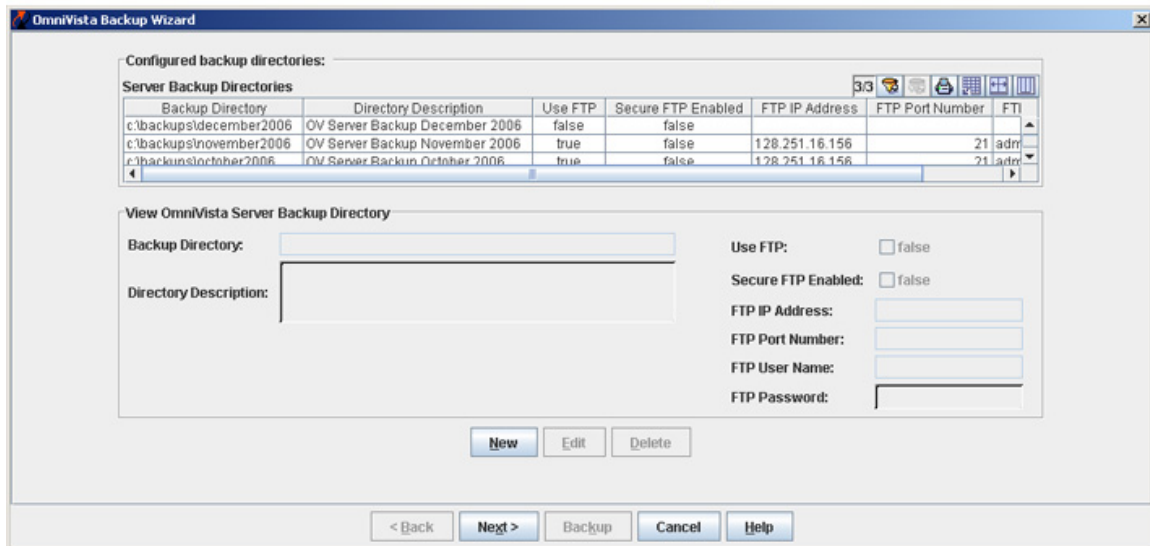 OmniVista Backup Wizard
Configured backup directories:
Server Backup Directories
3/3
Backup Directory Directory Description Use FTP Secure FTP Enabled FTP IP Address FTP Port Number FTI
c:\backups\december2006 OV Server Backup December 2006 false false
c:\backups\november2006 OV Server Backup November 2006 true false 128.251.16.156 21 adm
c:\backups\october2006 OV Server Backup October 2006 true false 128.251.16.156 21 adm
View OmniVista Server Backup Directory
Backup Directory:
Use FTP: false
Directory Description:
Secure FTP Enabled: false
FTP IP Address:
FTP Port Number:
FTP User Name:
FTP Password:
New Edit Delete
< Back Next > Backup Cancel Help